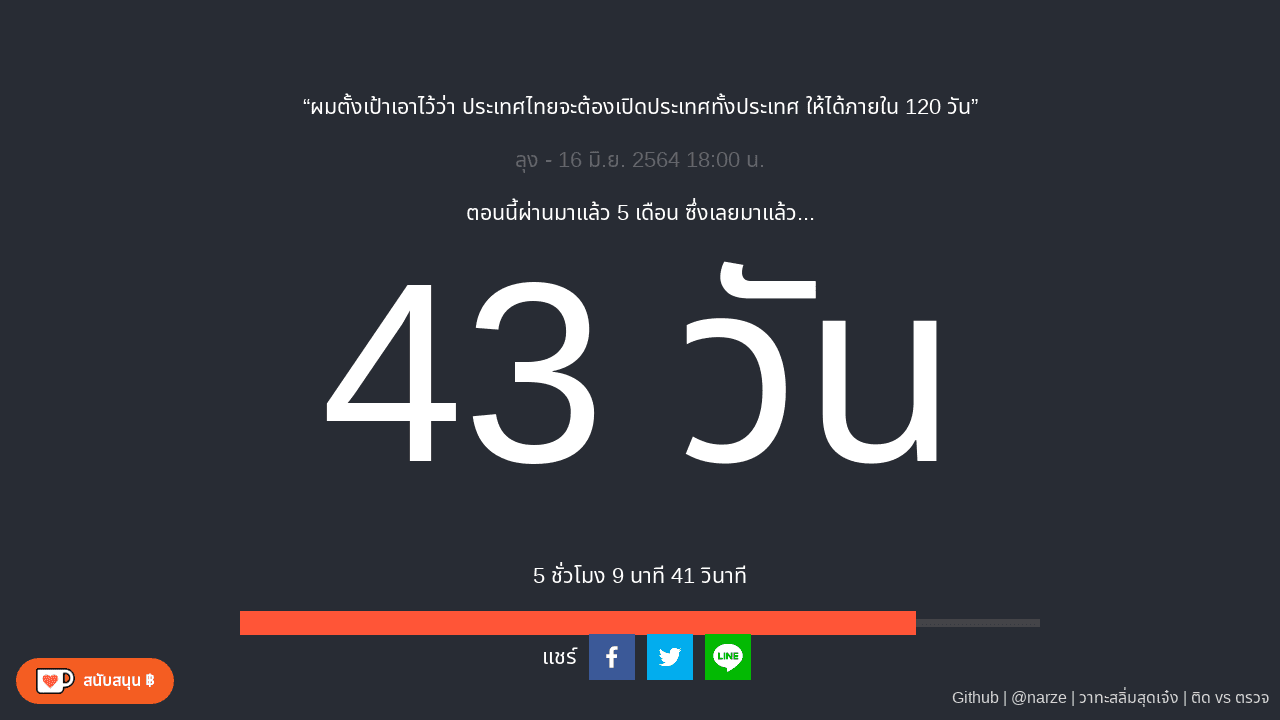 “ผมตั้งเป้าเอาไว้ว่า ประเทศไทยจะต้องเปิดประเทศทั้งประเทศ ให้ได้ภายใน 120 วัน”
ลุง - 16 มิ.ย. 2564 18:00 น.
ตอนนี้ผ่านมาแล้ว 5 เดือน ซึ่งเลยมาแล้ว...
43 วัน
5 ชั่วโมง 9 นาที 41 วินาที
แชร์
LINE
สนับสนุน ฿
Github | @narze | วาทะสลิ่มสุดเจ๋ง | ติด vs ตรวจ